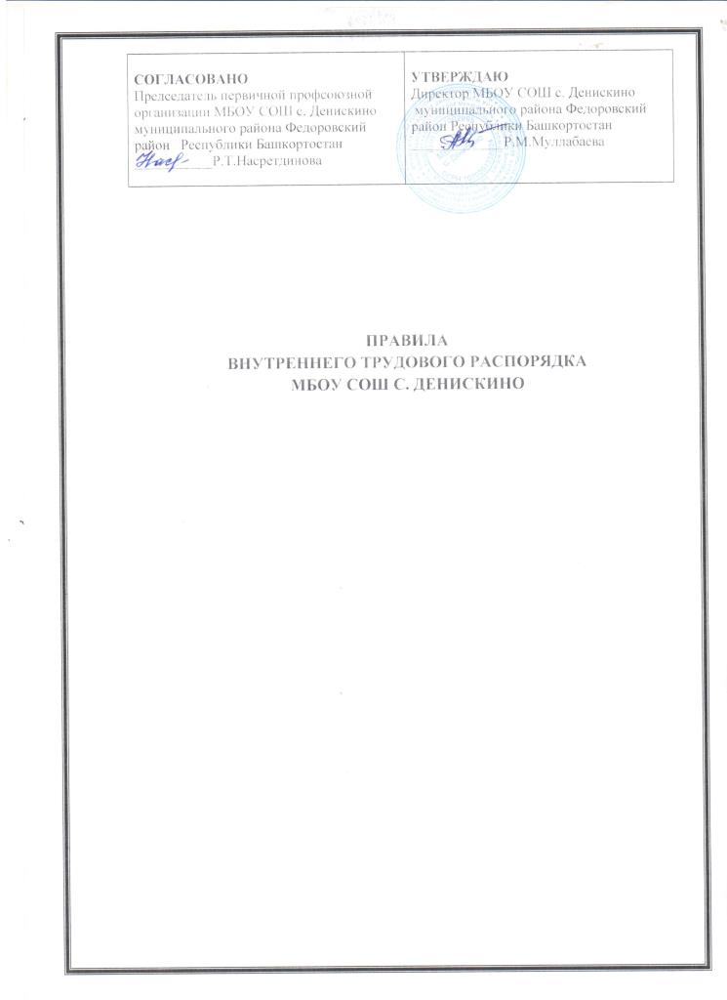 СОГЛАСОВАНО
Председатель первичной профсоюзной
организации МБОУ СОШ с. Денискино
муниципального района Федоровский
район Республики Башкортостан
Р.Т.Насретдинова
УТВЕРЖДАЮ
Директор МБОУ СОШ с. Денискино
муниципального района Федоровский
район Республики Башкортостан
Р.М.Муллабаева
ПРАВИЛА
ВНУТРЕННЕГО ТРУДОВОГО РАСПОРЯДКА
МБОУ СОШ С. ДЕНИСКИНО